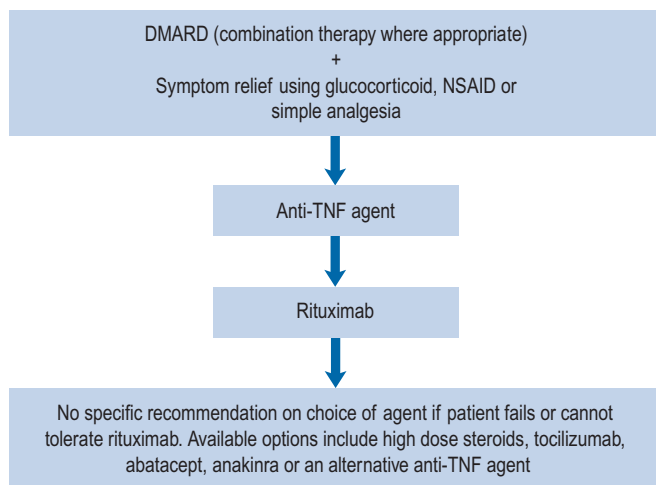 DMARD (combination therapy where appropriate)
+
Symptom relief using glucocorticoid, NSAID or
simple analgesia
Anti-TNF agent
Rituximab
No specific recommendation on choice of agent if patient fails or cannot
tolerate rituximab. Available options include high dose steroids, tocilizumab,
abatacept, anakinra or an alternative anti-TNF agent